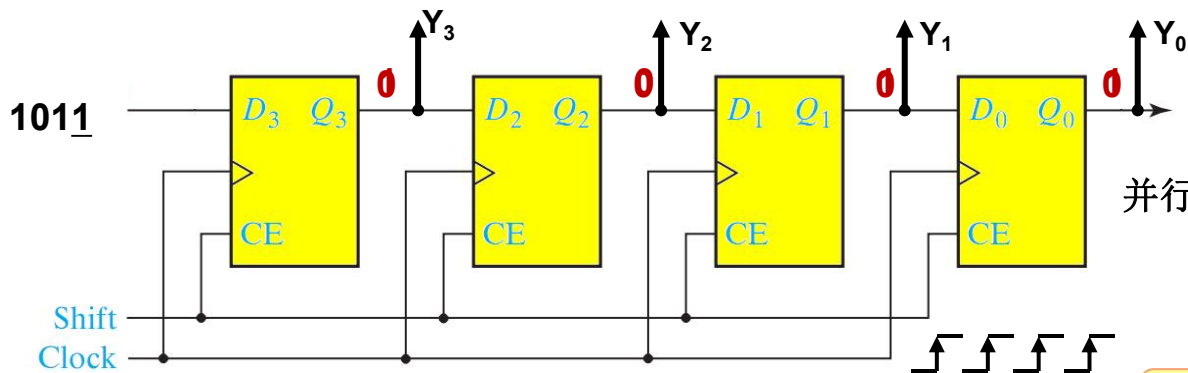 Y3 Y2 Y1 Y0
0 
1011
D3 Q3 D2 Q2 D1 Q1 D0 Q0
并行
CE CE CE CE
Shift
Clock